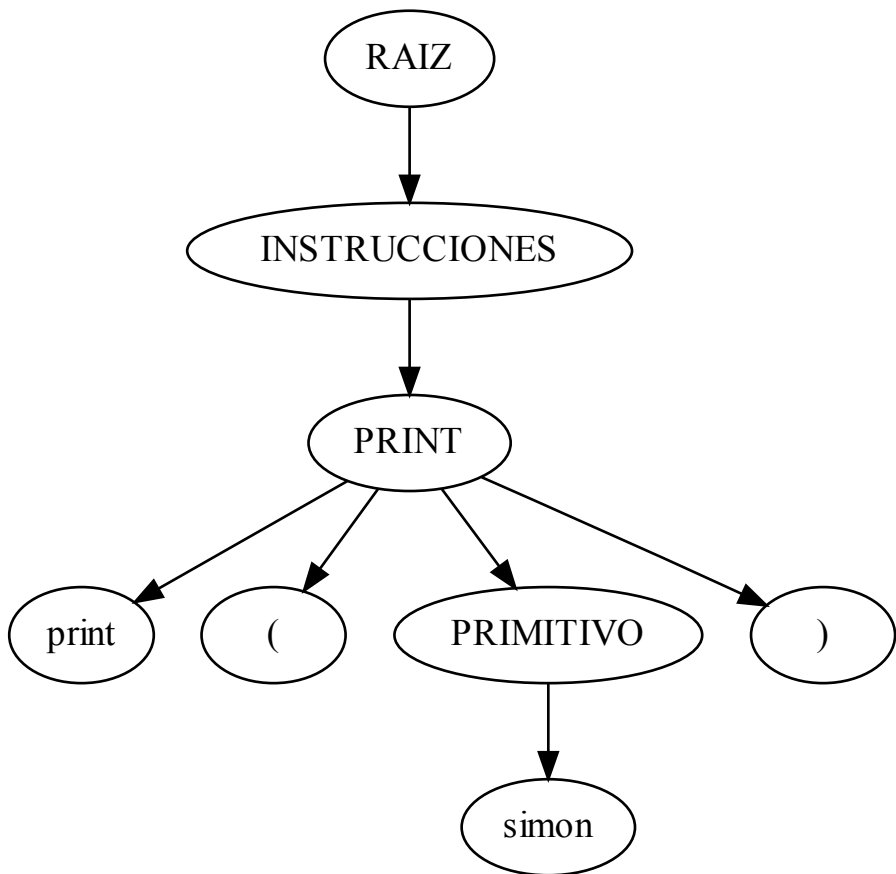 RAIZ
INSTRUCCIONES
PRINT
print ( PRIMITIVO )
simon